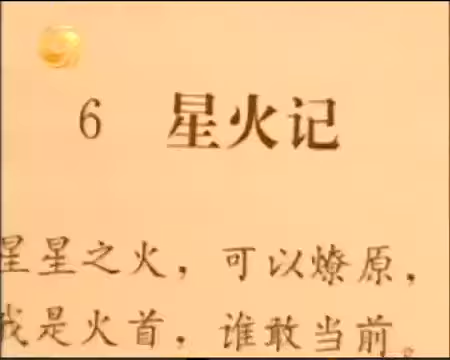 6 星火记
星星之火，可以燎原，
我是火首，谁敢当前